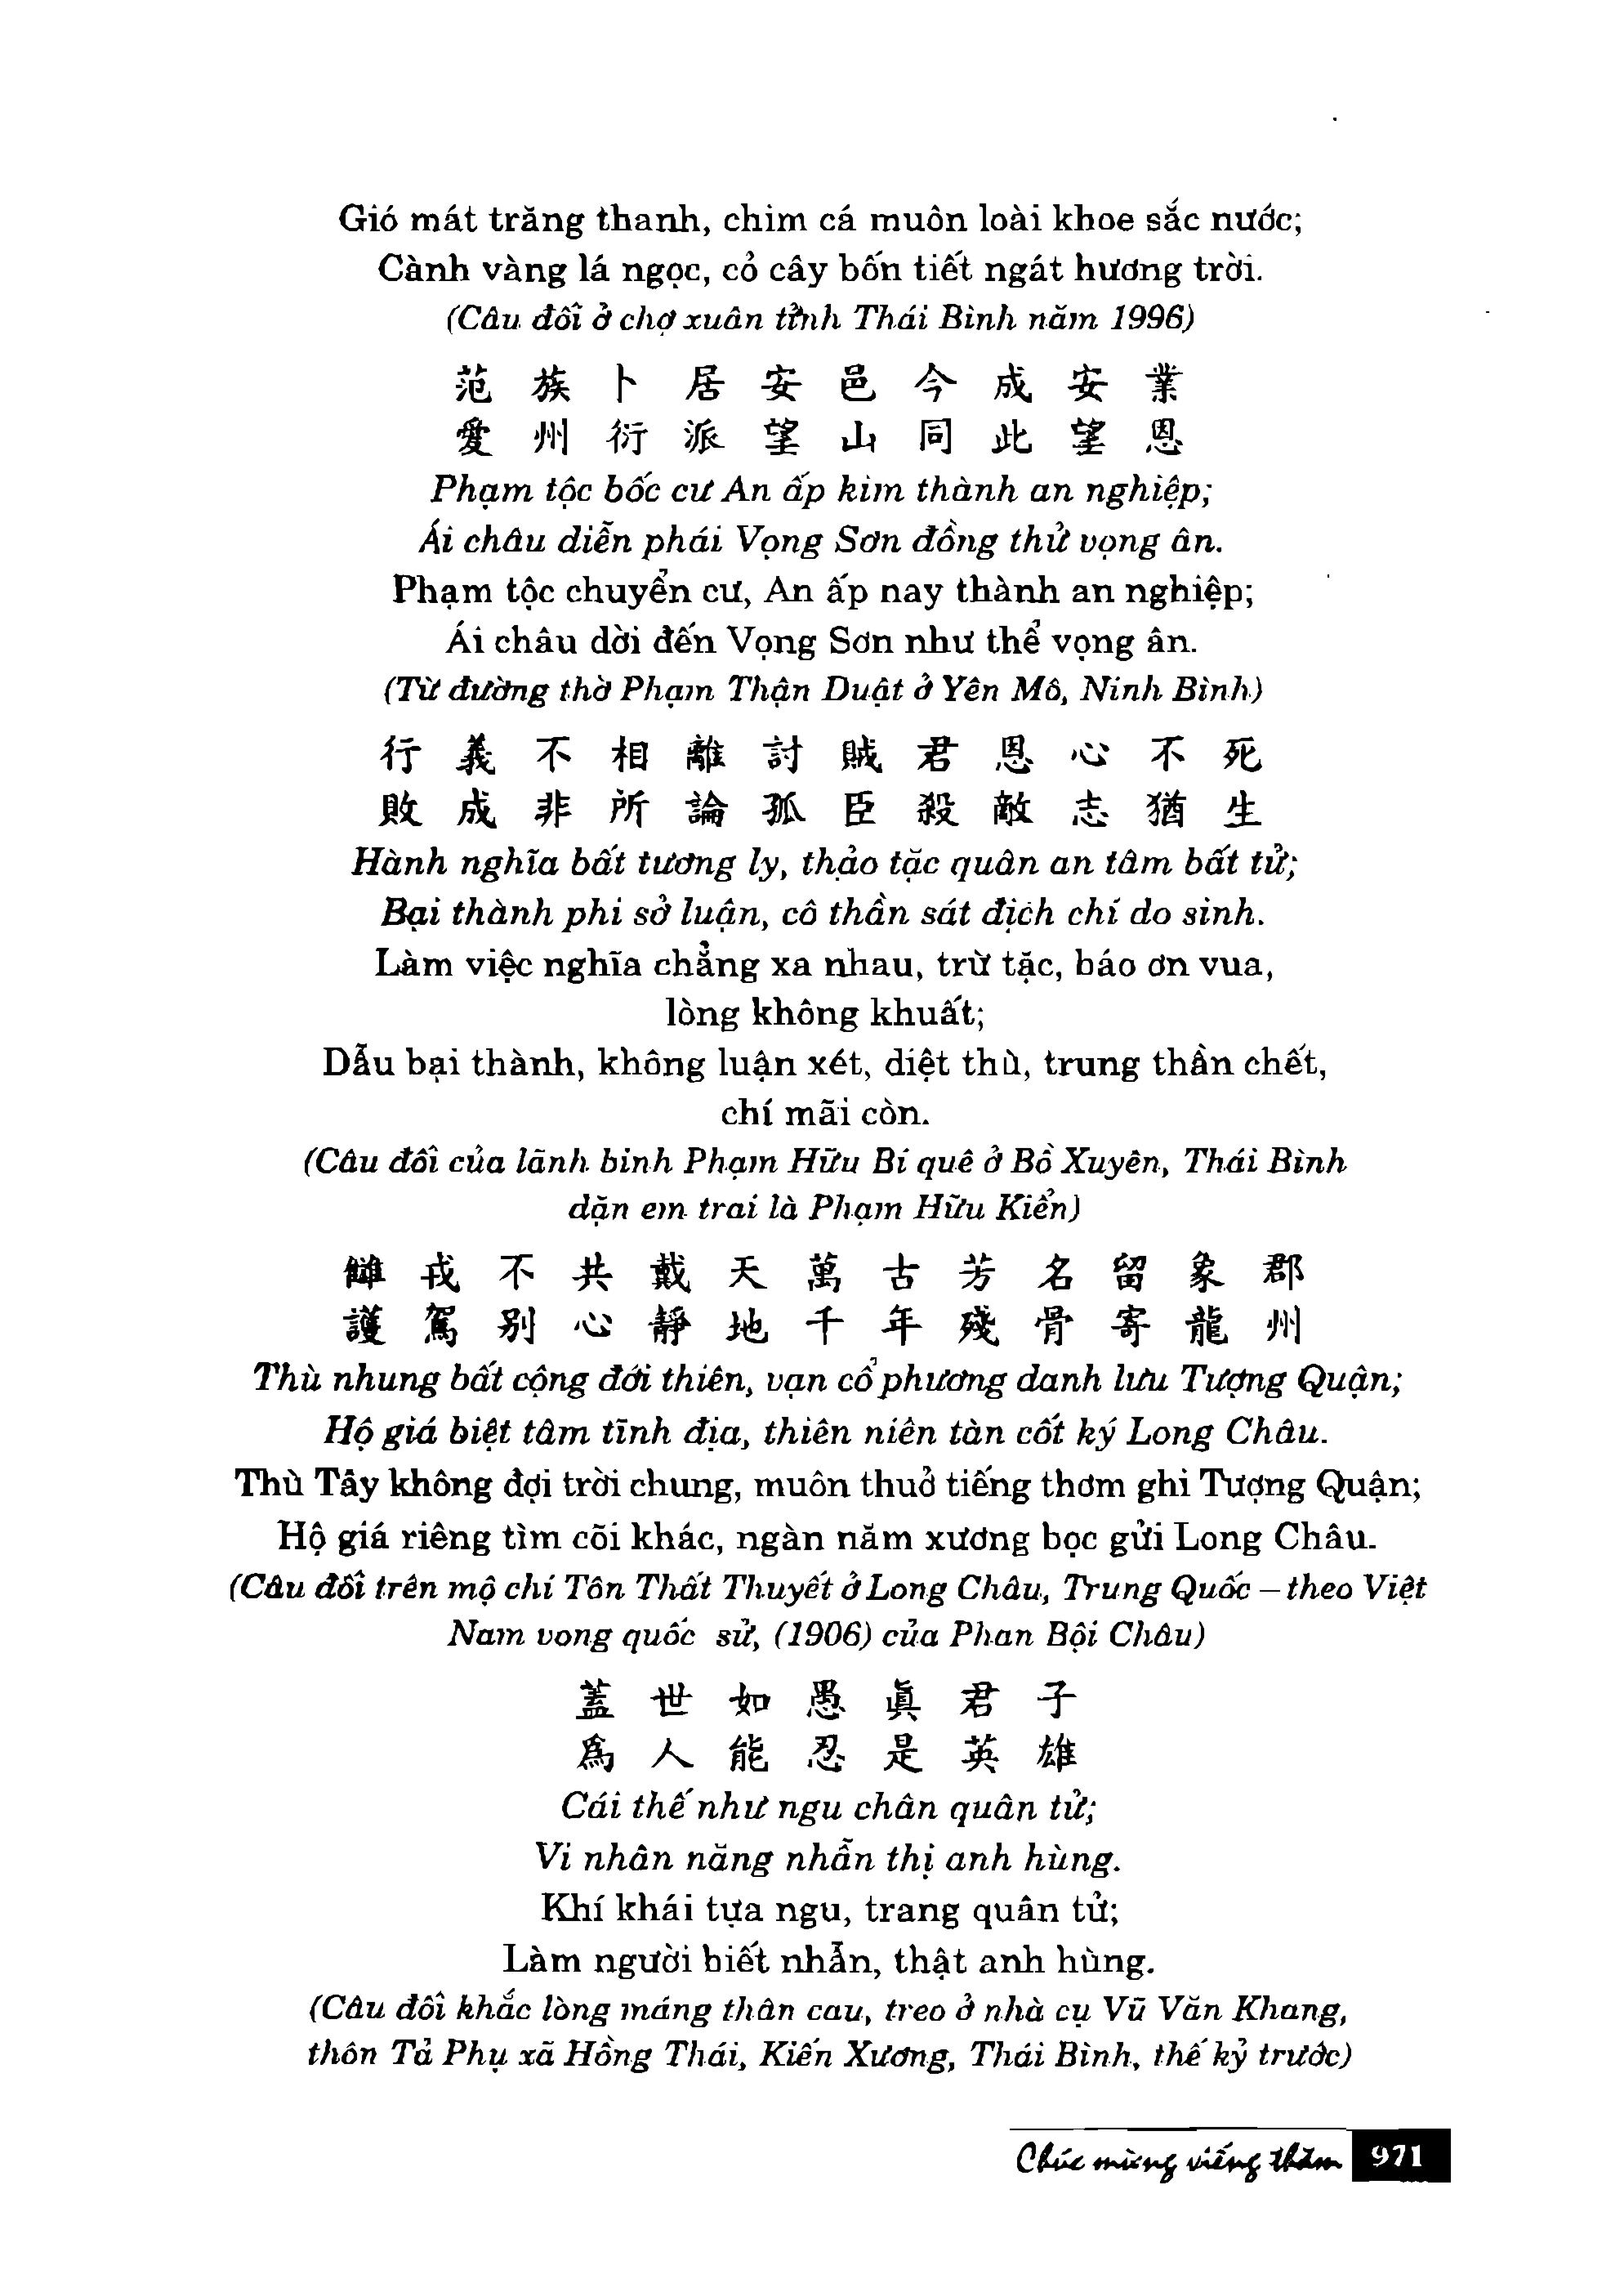 Gió mát trăng thanh, chim cá muôn loài khoe sắc nước;
Cành vàng lá ngọc, cỏ cây bốn tiết ngát hương trời.
(Câu đối ở chợ xuân tỉnh Thái Bình năm 1996)
范族卜居安邑今成安業
愛州衍派望山同此望恩
Phạm tộc bốc cư An ấp kim thành an nghiệp;
Ái châu diễn phái Vọng Sơn đồng thử vọng ân.
Phạm tộc chuyển cư, An ấp nay thành an nghiệp;
Ái châu dời đến Vọng Sơn như thể vọng ân.
(Từ đường thờ Phạm Thận Duật ở Yên Mô, Ninh Bình)
行義不相離討賊君恩心不死
敗成非所論孤臣殺敵志猶生
Hành nghĩa bất tương ly, thảo tặc quân an tâm bất tử;
Bại thành phi sở luận, cô thần sát địch chí do sinh.
Làm việc nghĩa chẳng xa nhau, trừ tặc, báo ơn vua,
lòng không khuất;
Dẫu bại thành, không luận xét, diệt thù, trung thần chết,
chí mãi còn.
(Câu đối của lãnh binh Phạm Hữu Bí quê ở Bồ Xuyên, Thái Bình
dặn em trai là Phạm Hữu Kiển)
讎戎不共戴天萬古芳名留象郡
護駕別心靜地千年殘骨寄龍州
Thù nhung bất cộng đới thiên, vạn cổ phương danh lưu Tượng Quận;
Hộ giá biệt tâm tĩnh địa, thiên niên tàn cốt ký Long Châu.
Thù Tây không đợi trời chung, muôn thuở tiếng thơm ghi Tượng Quận;
Hộ giá riêng tìm cõi khác, ngàn năm xương bọc gửi Long Châu.
(Câu đối trên mộ chí Tôn Thất Thuyết ở Long Châu, Trung Quốc – theo Việt
Nam vong quốc sử, (1906) của Phan Bội Châu)
蓋世如愚眞君子
爲人能忍是英雄
Cái thế như ngu chân quân tử;
Vi nhân năng nhẫn thị anh hùng.
Khí khái tựa ngu, trang quân tử;
Làm người biết nhẫn, thật anh hùng.
(Câu đối khắc lòng máng thân cau, treo ở nhà cụ Vũ Văn Khang,
thôn Tả Phụ xã Hồng Thái, Kiến Xương, Thái Bình, thế kỷ trước)
Chúc mừng viếng thăm 971